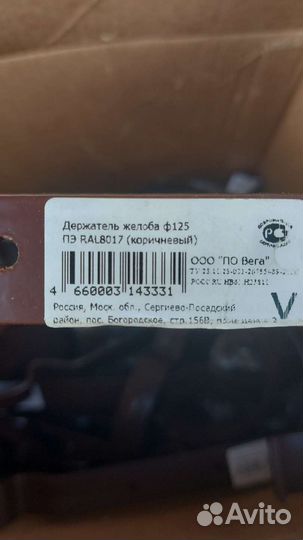 Держатель желоба ф125
ПЭ RAL8017 (коричневый)
ООО "ПО Вега"
4 660003 143331
Россия, Моск. обл., Сергиево-Посадский
район, пос. Богородское, стр.156В,
V
Avito